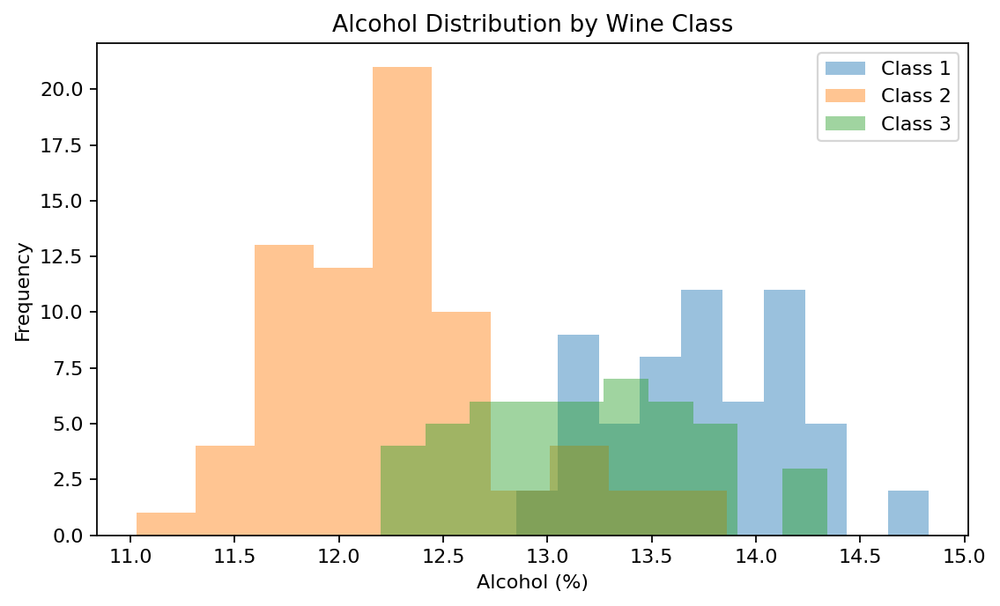 Alcohol Distribution by Wine Class
Class 1
Class 2
Class 3
20.0
17.5
15.0
12.5
10.0
7.5
5.0
2.5
0.0
Frequency
11.0 11.5 12.0 12.5 13.0 13.5 14.0 14.5 15.0
Alcohol (%)